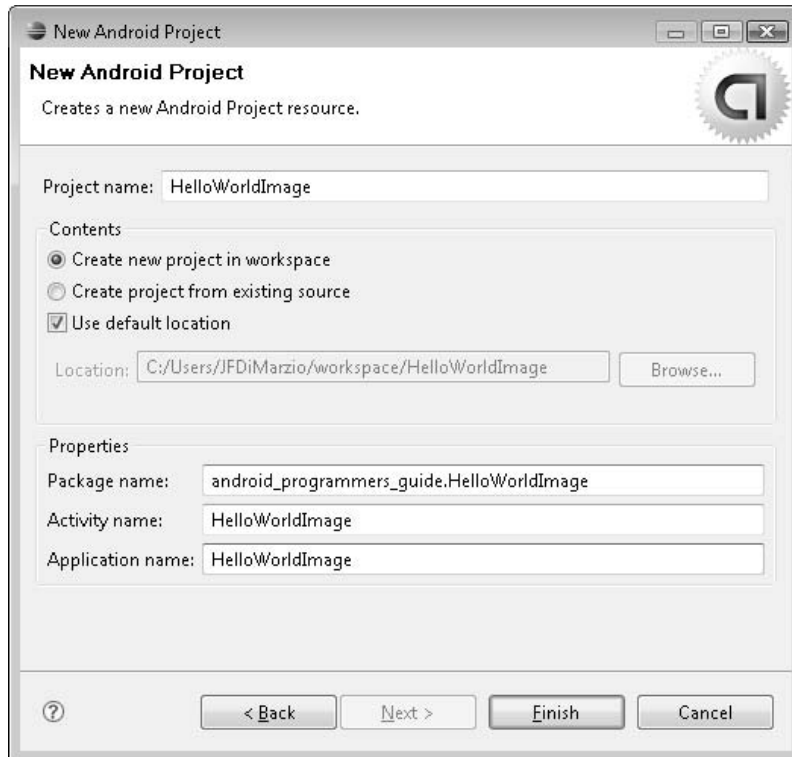 New Android Project
New Android Project
Creates a new Android Project resource.
Project name: HelloWorldImage
Contents
Create new project in workspace
Create project from existing source
Use default location
Location: C:/Users/JFDiMarzio/workspace/HelloWorldImage Browse...
Properties
Package name: android_programmers_guide.HelloWorldImage
Activity name: HelloWorldImage
Application name: HelloWorldImage
? < Back Next > Finish Cancel